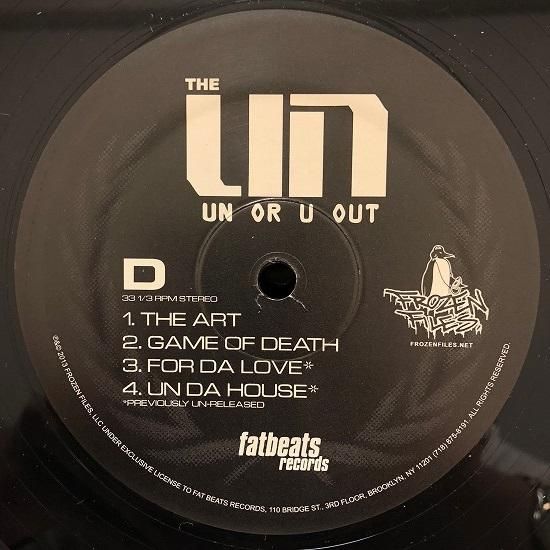 THE
UN
UN OR U OUT
D
33 1/3 RPM STEREO
1. THE ART
2. GAME OF DEATH
3. FOR DA LOVE*
4. UN DA HOUSE*
*PREVIOUSLY UN-RELEASED
FROZEN
FILES
FROZENFILES.NET
fatbeats
records
℗&© 2013 FROZEN FILES, LLC UNDER EXCLUSIVE LICENSE TO FAT BEATS RECORDS, 110 BRIDGE ST., 3RD FLOOR, BROOKLYN, NY 11201 (718) 875-8191. ALL RIGHTS RESERVED.